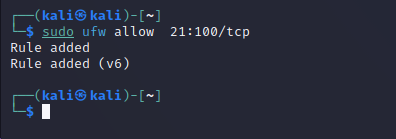 ┌──(kali㉿kali)-[~]
└─$ sudo ufw allow  21:100/tcp
Rule added
Rule added (v6)
┌──(kali㉿kali)-[~]
└─$